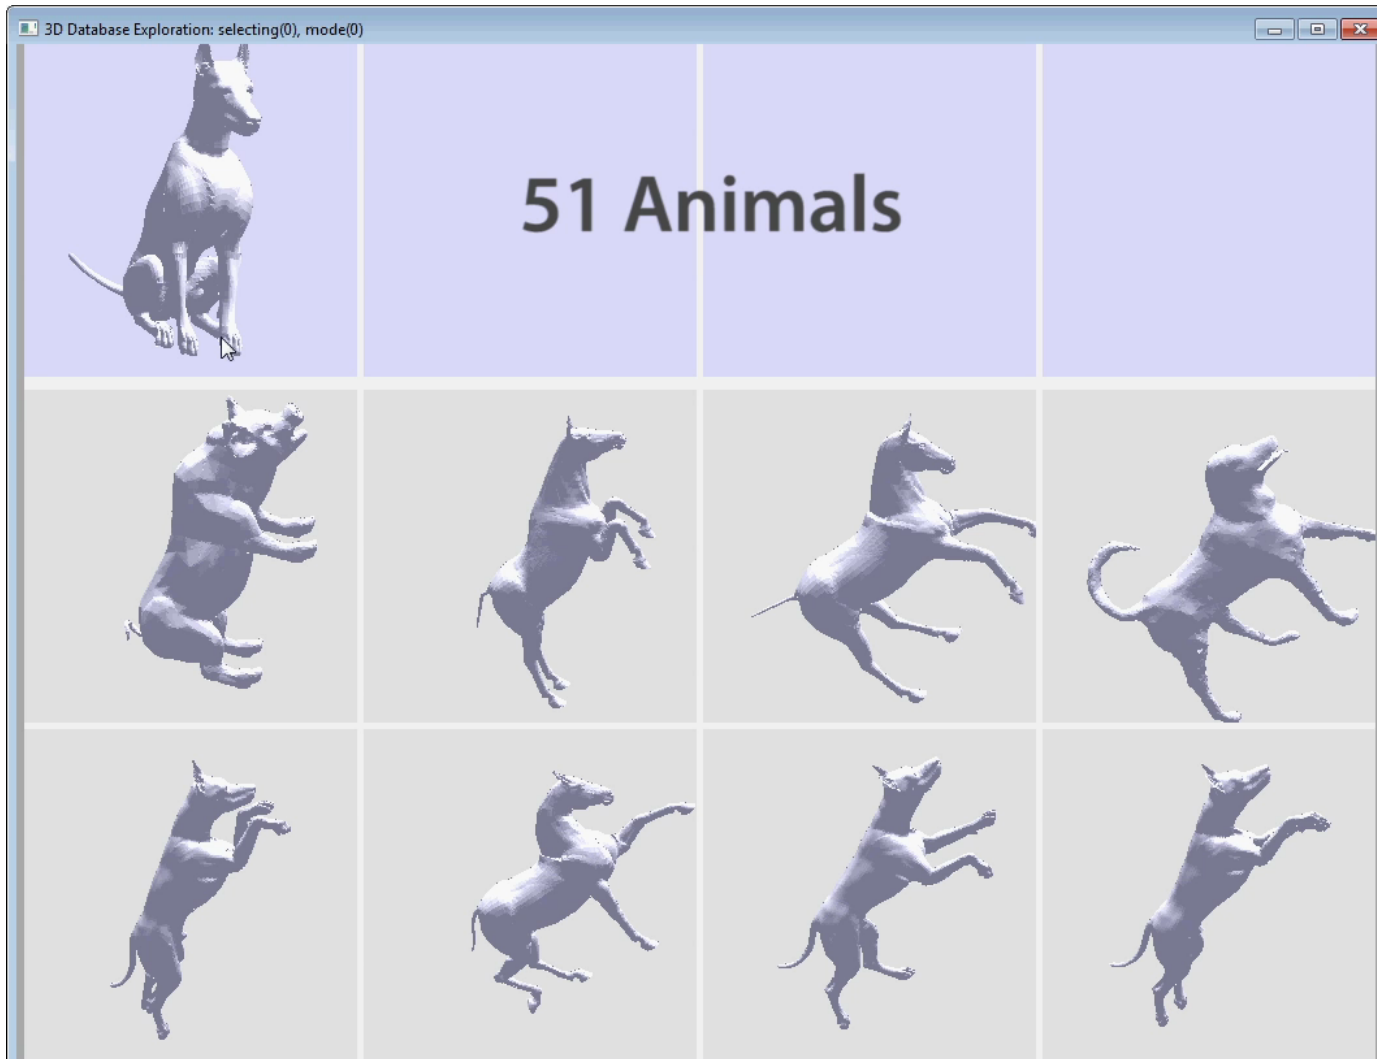 3D Database Exploration: selecting(0), mode(0)
51 Animals